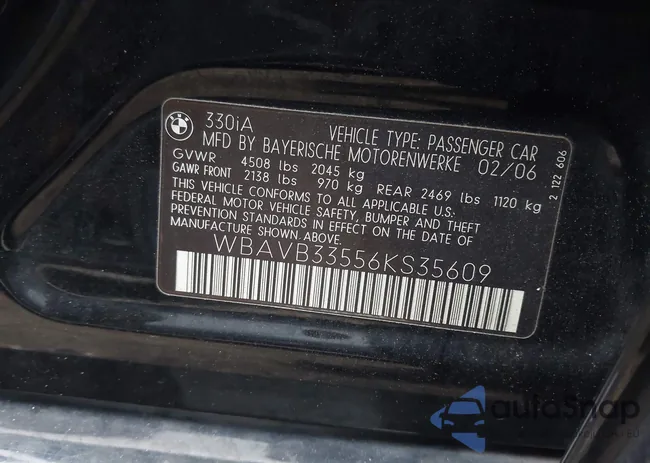 BMW
330iA VEHICLE TYPE: PASSENGER CAR
MFD BY BAYERISCHE MOTORENWERKE 02/06
GVWR 4508 lbs 2045 kg
GAWR FRONT 2138 lbs 970 kg REAR 2469 lbs 1120 kg
THIS VEHICLE CONFORMS TO ALL APPLICABLE U.S.
FEDERAL MOTOR VEHICLE SAFETY, BUMPER AND THEFT
PREVENTION STANDARDS IN EFFECT ON THE DATE OF
MANUFACTURE SHOWN ABOVE.
WBAVB33556KS35609
2 122 606
autoSnap